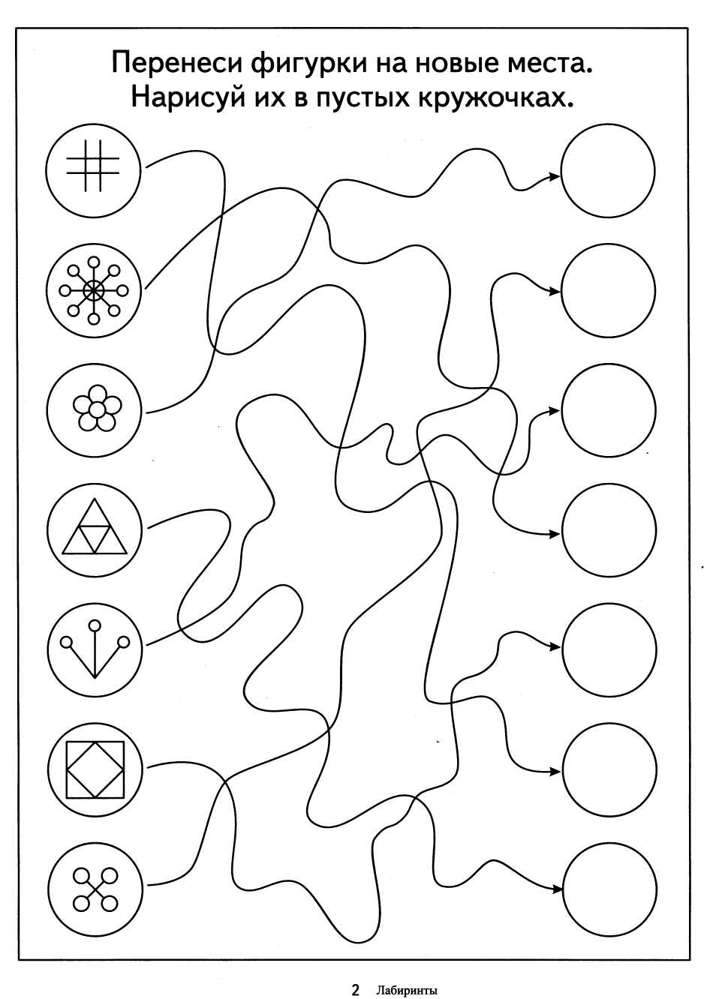 Перенеси фигурки на новые места.
Нарисуй их в пустых кружочках.
2 Лабиринты